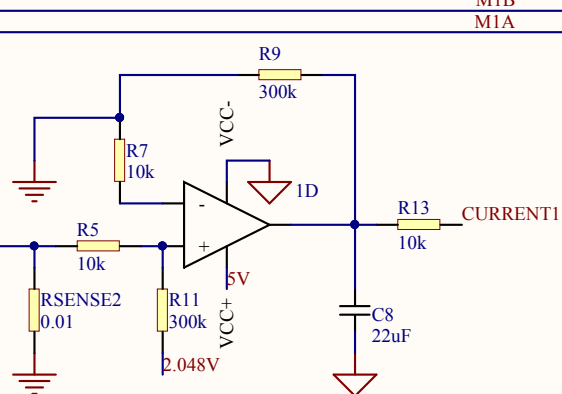 M1B
M1A
R9
300k
VCC-
R7
10k
1D
-
R13
CURRENT1
10k
R5
10k
+
5V
RSENSE2
0.01
R11
300k
VCC+
C8
22uF
2.048V